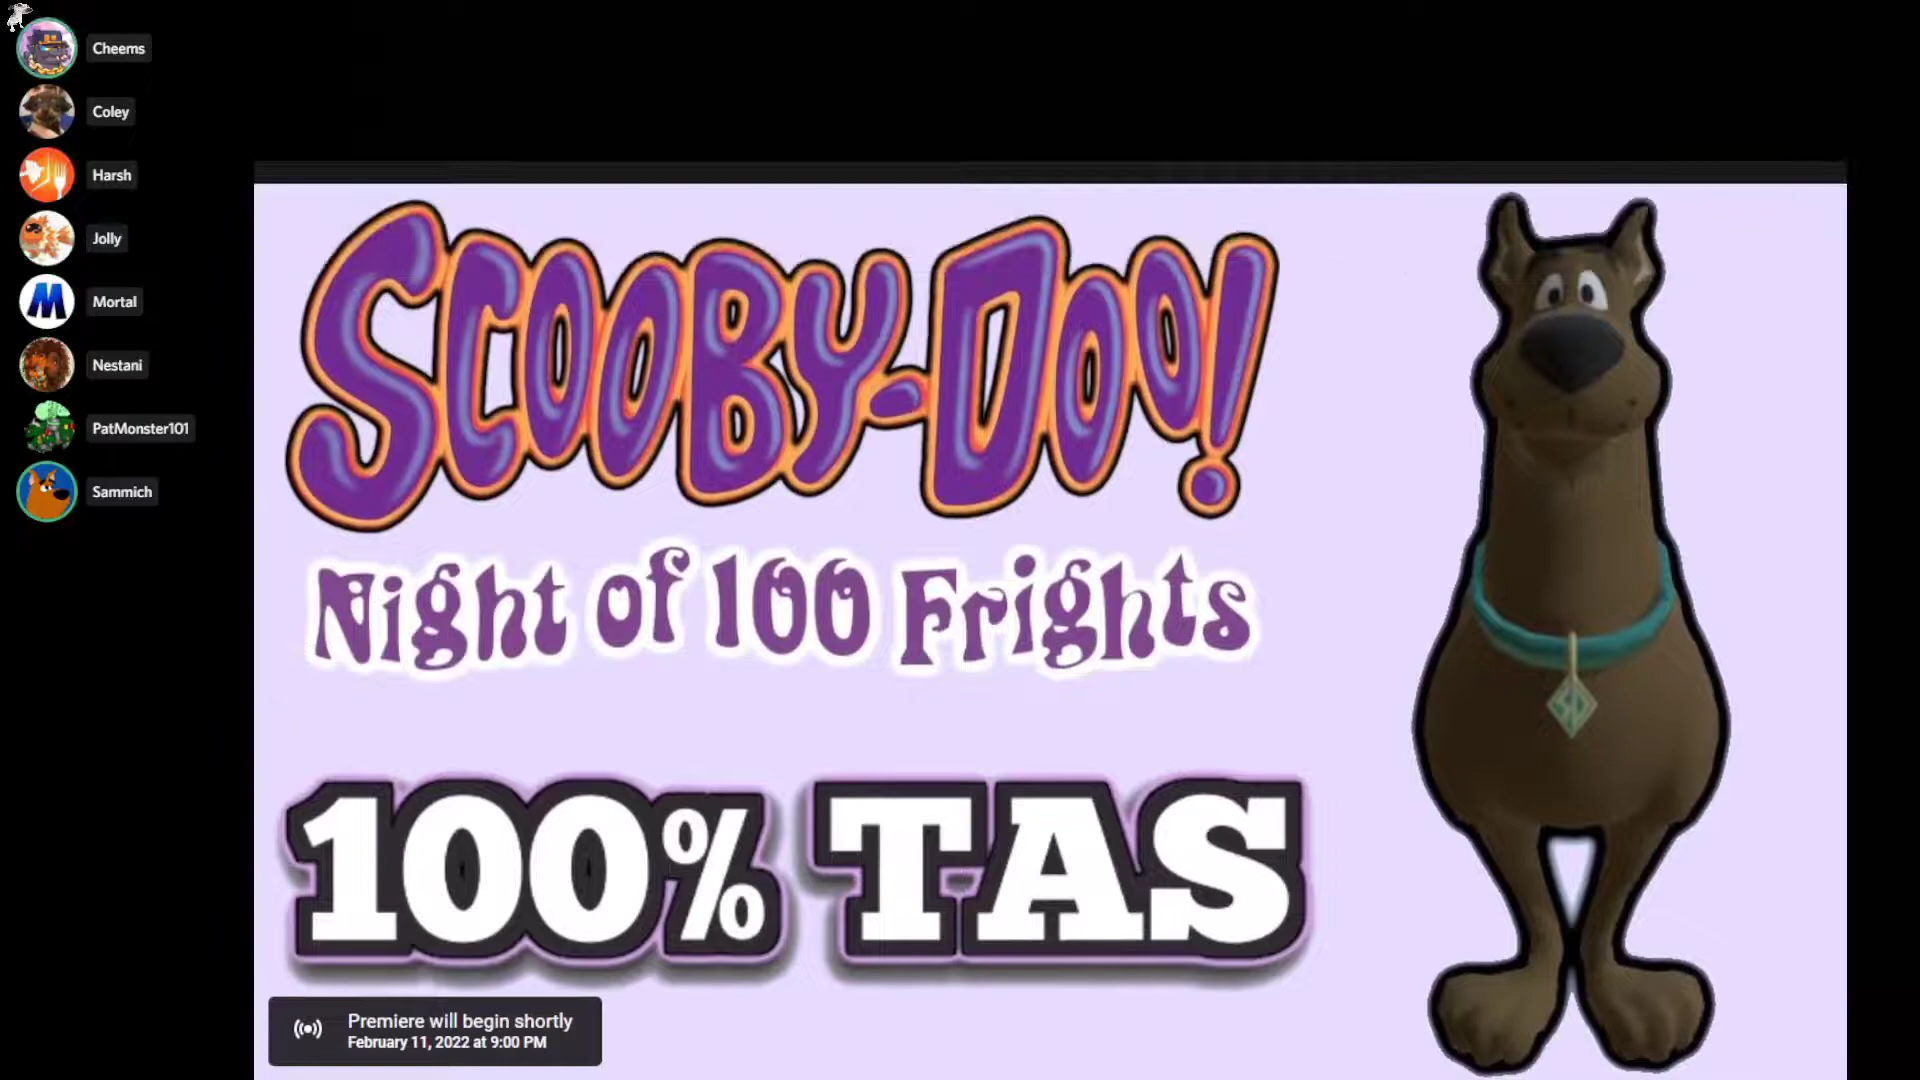 Cheems
Coley
Harsh
Jolly
Mortal
Nestani
PatMonster101
Sammich
SCOOBY-DOO!
Night of 100 Frights
100% TAS
Premiere will begin shortly
February 11, 2022 at 9:00 PM
M
SD